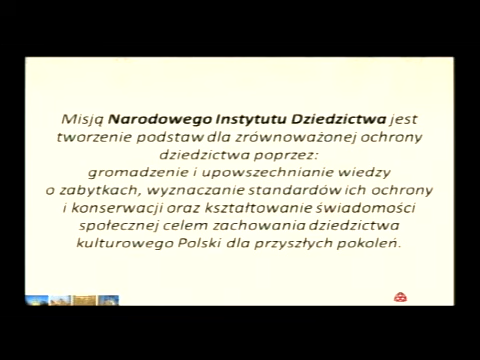 Misją Narodowego Instytutu Dziedzictwa jest
tworzenie podstaw dla zrównoważonej ochrony
dziedzictwa poprzez:
gromadzenie i upowszechnianie wiedzy
o zabytkach, wyznaczanie standardów ich ochrony
i konserwacji oraz kształtowanie świadomości
społecznej celem zachowania dziedzictwa
kulturowego Polski dla przyszłych pokoleń.